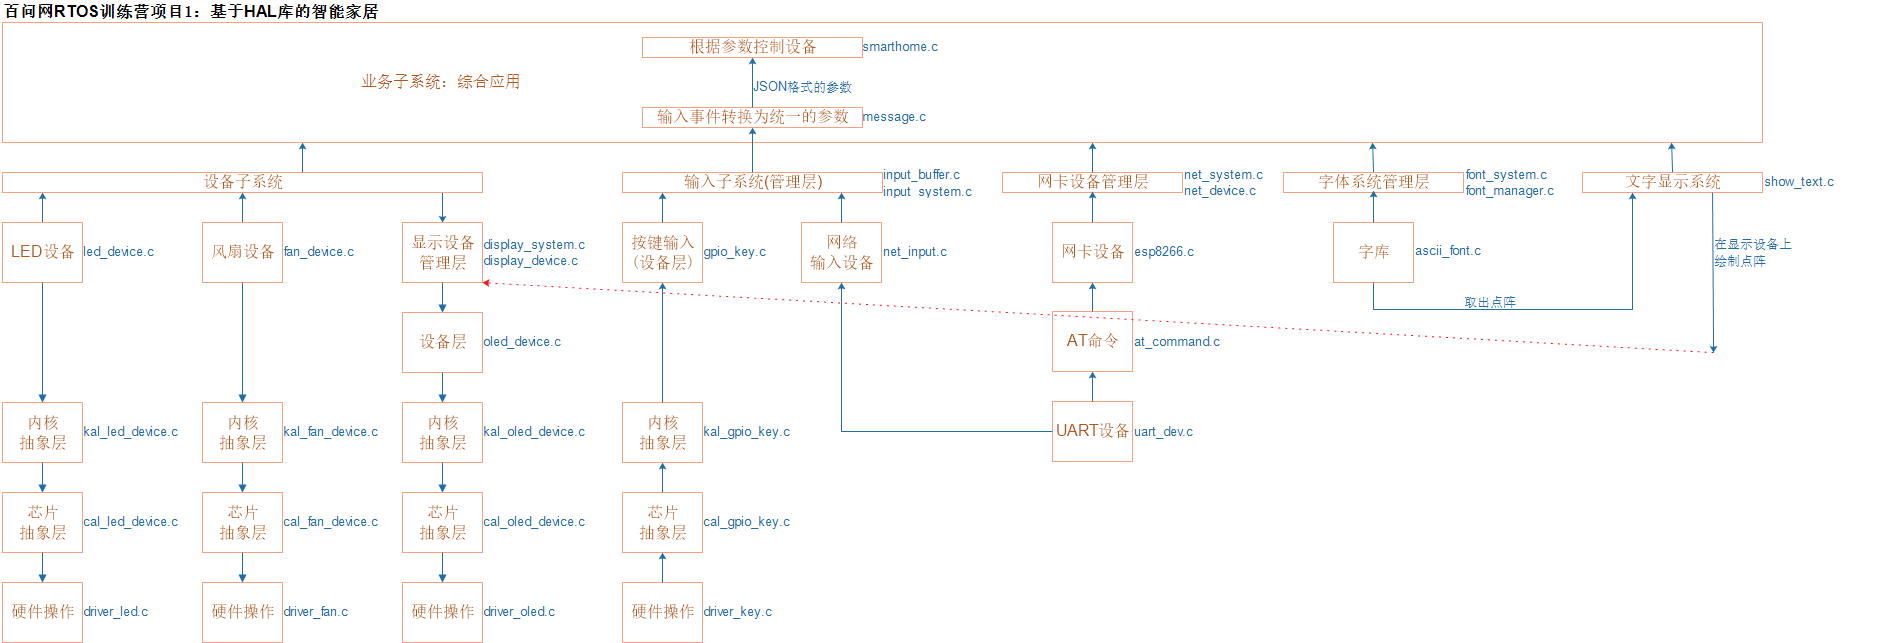 百问网RTOS训练营项目1：基于HAL库的智能家居
根据参数控制设备
smarthome.c
业务子系统：综合应用
JSON格式的参数
输入事件转换为统一的参数
message.c
设备子系统
输入子系统(管理层)
input_buffer.c
input_system.c
网卡设备管理层
net_system.c
net_device.c
字体系统管理层
font_system.c
font_manager.c
文字显示系统
show_text.c
LED设备
led_device.c
风扇设备
fan_device.c
显示设备
管理层
display_system.c
display_device.c
按键输入
(设备层)
gpio_key.c
网络
输入设备
net_input.c
网卡设备
esp8266.c
字库
ascii_font.c
在显示设备上
绘制点阵
取出点阵
设备层
oled_device.c
AT命令
at_command.c
内核
抽象层
kal_led_device.c
内核
抽象层
kal_fan_device.c
内核
抽象层
kal_oled_device.c
内核
抽象层
kal_gpio_key.c
UART设备
uart_dev.c
芯片
抽象层
cal_led_device.c
芯片
抽象层
cal_fan_device.c
芯片
抽象层
cal_oled_device.c
芯片
抽象层
cal_gpio_key.c
硬件操作
driver_led.c
硬件操作
driver_fan.c
硬件操作
driver_oled.c
硬件操作
driver_key.c